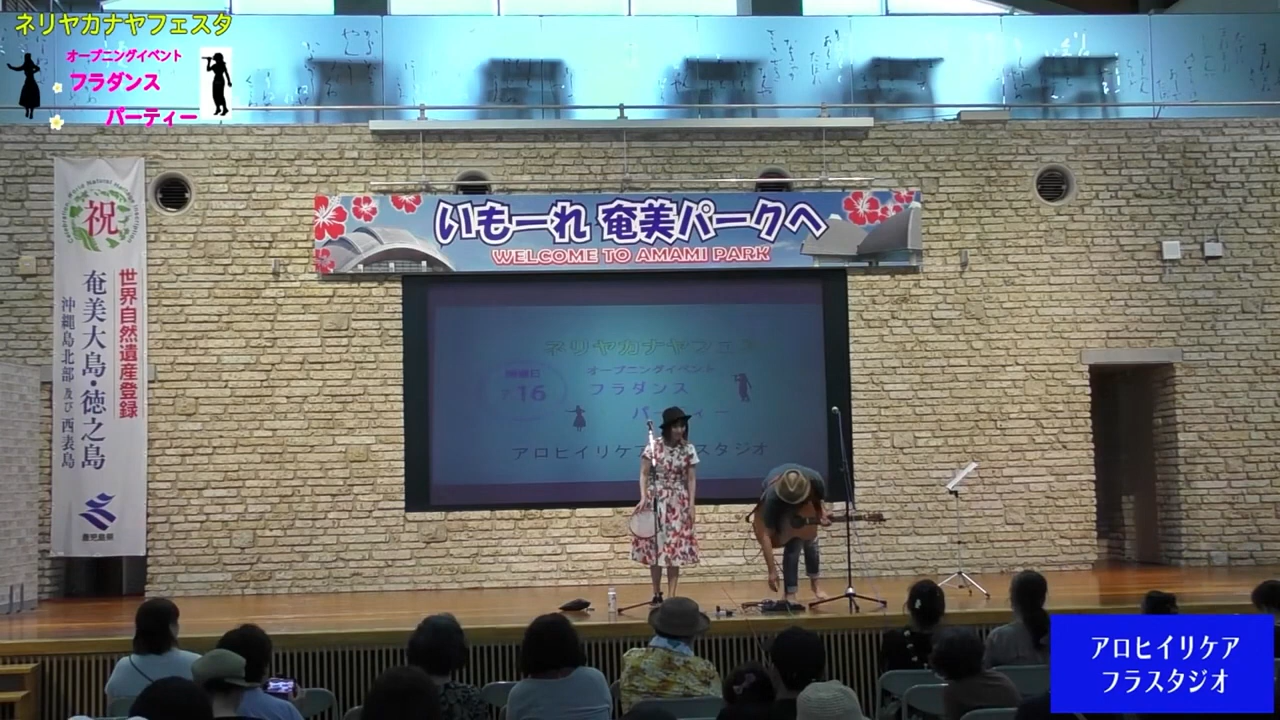 ネリヤカナヤフェスタ
オープニングイベント
フラダンス
パーティー
祝
世界自然遺産登録
奄美大島・徳之島
沖縄島北部 及び 西表島
鹿児島県
いもーれ 奄美パークへ
WELCOME TO AMAMI PARK
ネリヤカナヤフェス
オープニングイベント
16
フラダンス
パーティー
アロヒイリケア スタジオ
アロヒイリケア
フラスタジオ